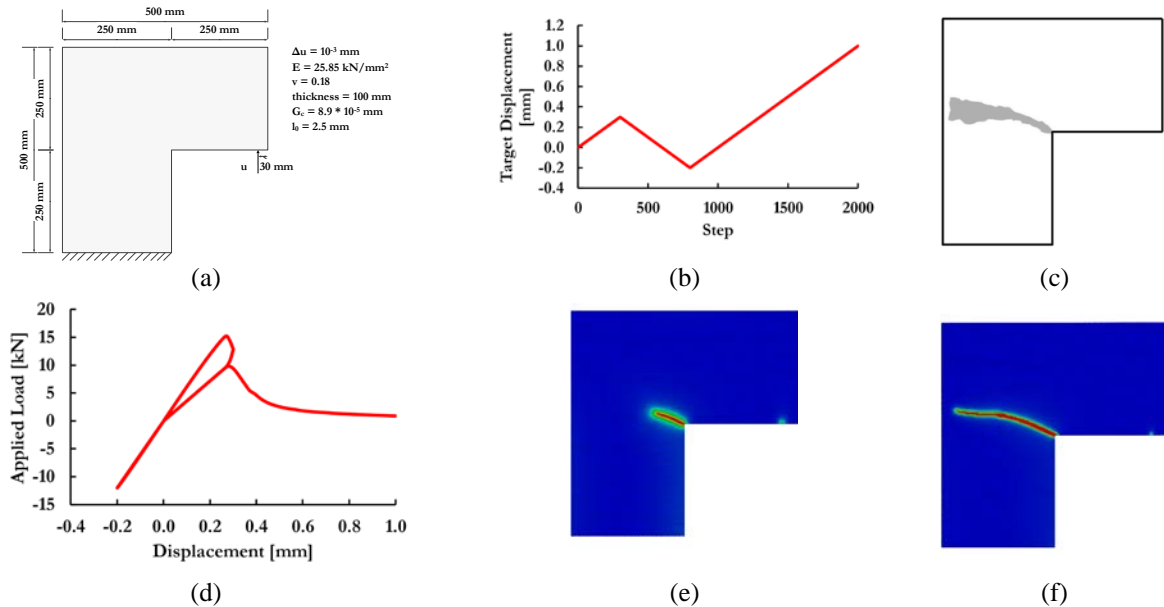 500 mm
250 mm 250 mm
500 mm
250 mm
250 mm
Δu = 10⁻³ mm
E = 25.85 kN/mm²
ν = 0.18
thickness = 100 mm
G_c = 8.9 * 10⁻⁵ mm
l₀ = 2.5 mm
u
30 mm
(a)
Target Displacement
[mm]
1.2
1.0
0.8
0.6
0.4
0.2
0.0
-0.2
-0.4
0 500 1000 1500 2000
Step
(b)
(c)
Applied Load [kN]
20
15
10
5
0
-5
-10
-15
-0.4 -0.2 0.0 0.2 0.4 0.6 0.8 1.0
Displacement [mm]
(d)
(e)
(f)